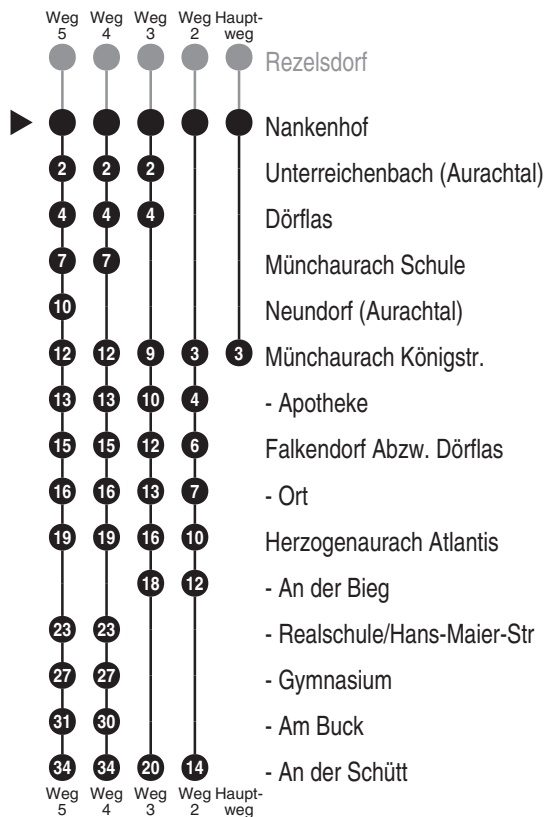 Weg Weg Weg Weg Haupt-
5 4 3 2 weg
Rezelsdorf
Nankenhof
2 2 2 Unterreichenbach (Aurachtal)
4 4 4 Dörflas
7 7 Münchaurach Schule
10 Neundorf (Aurachtal)
12 12 9 3 3 Münchaurach Königstr.
13 13 10 4 - Apotheke
15 15 12 6 Falkendorf Abzw. Dörflas
16 16 13 7 - Ort
19 19 16 10 Herzogenaurach Atlantis
18 12 - An der Bieg
23 23 - Realschule/Hans-Maier-Str
27 27 - Gymnasium
31 30 - Am Buck
34 34 20 14 - An der Schütt
Weg Weg Weg Weg Haupt-
5 4 3 2 weg